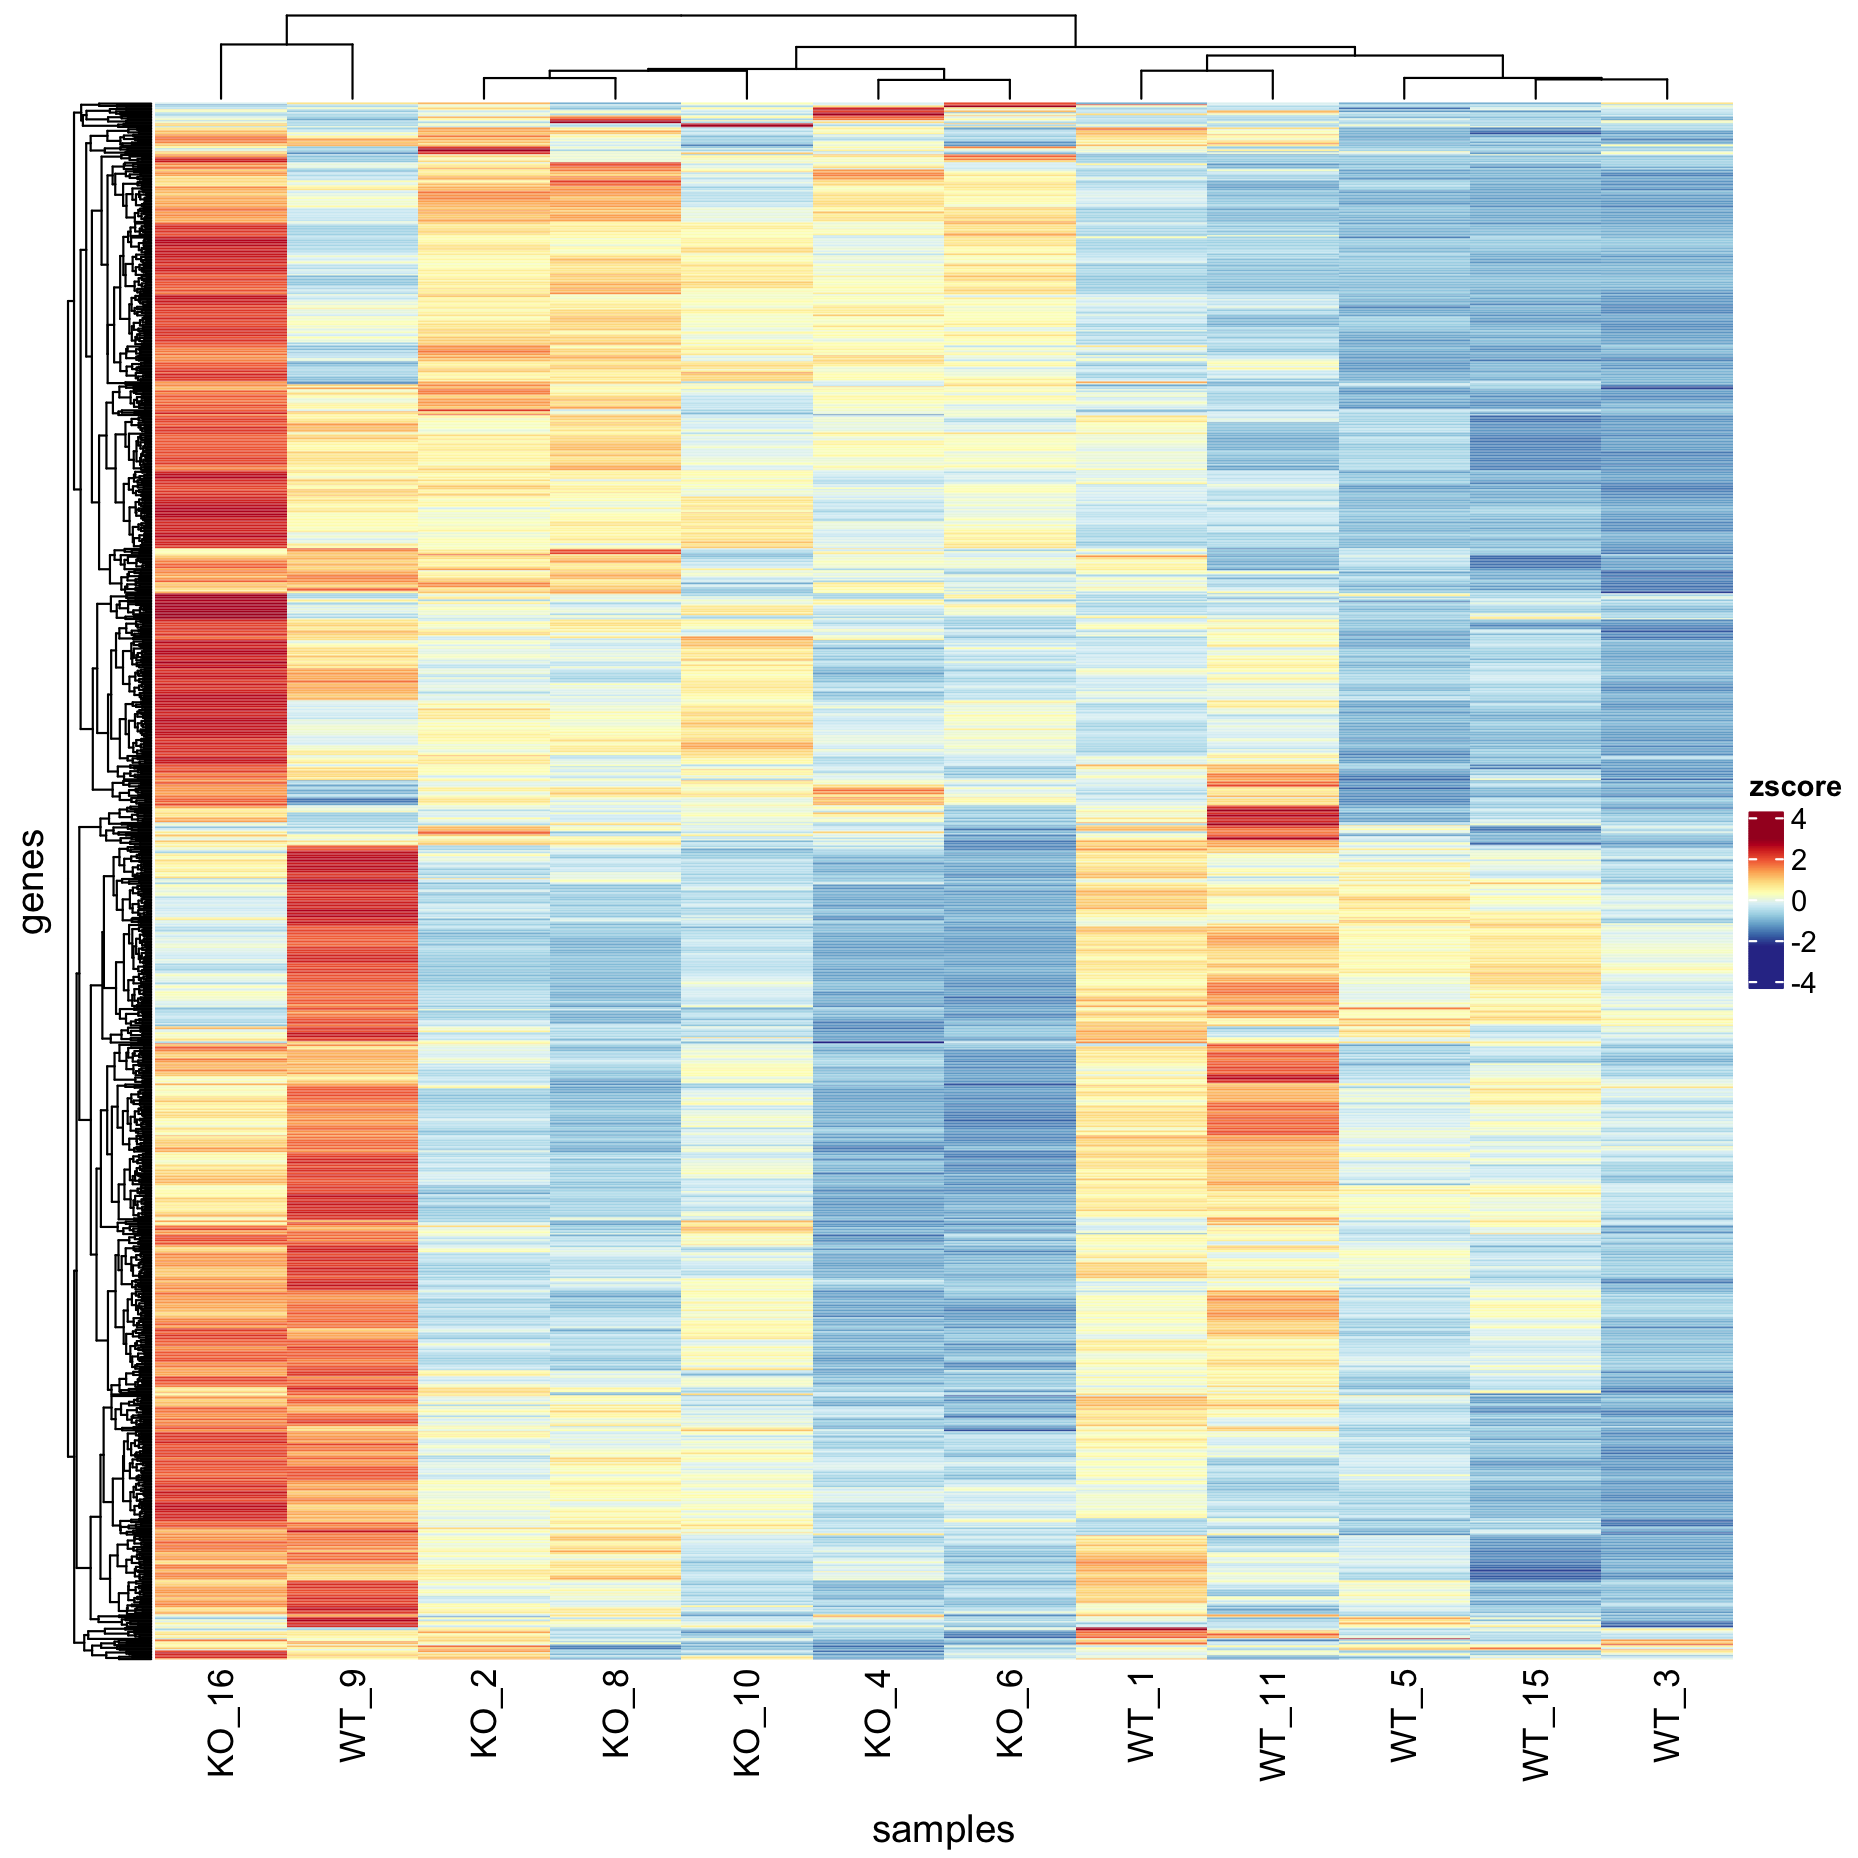 genes
zscore
4
2
0
-2
-4
KO_16
WT_9
KO_2
KO_8
KO_10
KO_4
KO_6
WT_1
WT_11
WT_5
WT_15
WT_3
samples